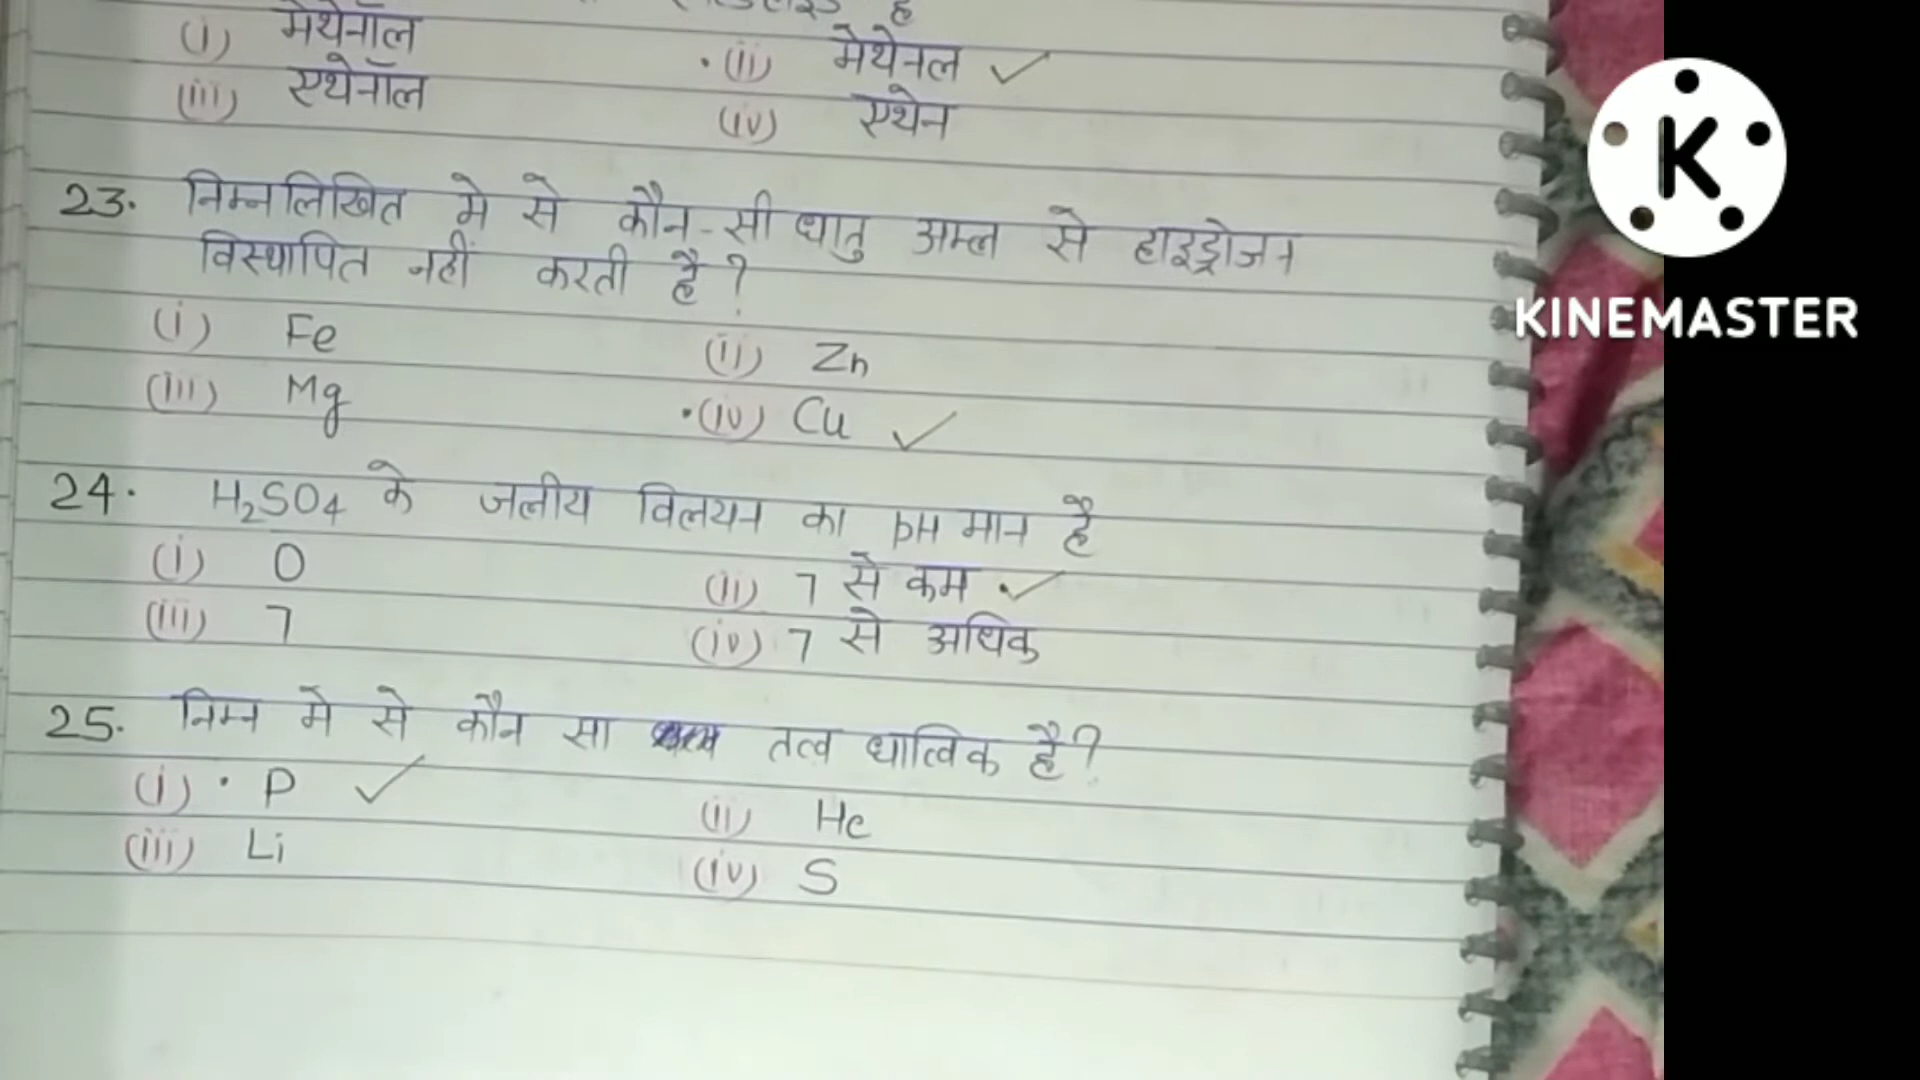 है
(i) मेथेनॉल (ii) मेथेनल ✓
(iii) एथेनॉल (iv) एथेन
23. निम्नलिखित मे से कौन-सी धातु अम्ल से हाइड्रोजन
विस्थापित नहीं करती है?
(i) Fe (ii) Zn
(iii) Mg (iv) Cu ✓
24. H₂SO₄ के जलीय विलयन का pH मान है
(i) 0 (ii) 7 से कम ✓
(iii) 7 (iv) 7 से अधिक
25. निम्न मे से कौन सा तत्व धात्विक है?
(i) P ✓ (ii) He
(iii) Li (iv) S
K
KINEMASTER